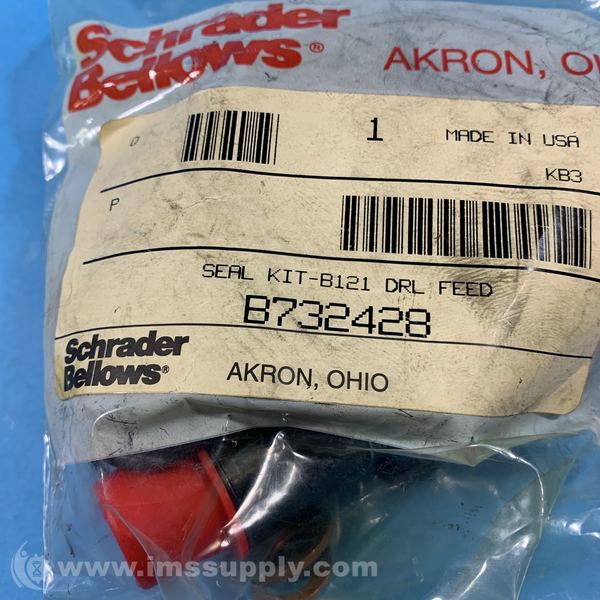 Schrader
Bellows®
AKRON, O
Q
1
MADE IN USA
KB3
P
SEAL KIT-B121 DRL FEED
B732428
Schrader
Bellows®
AKRON, OHIO
www.imssupply.com